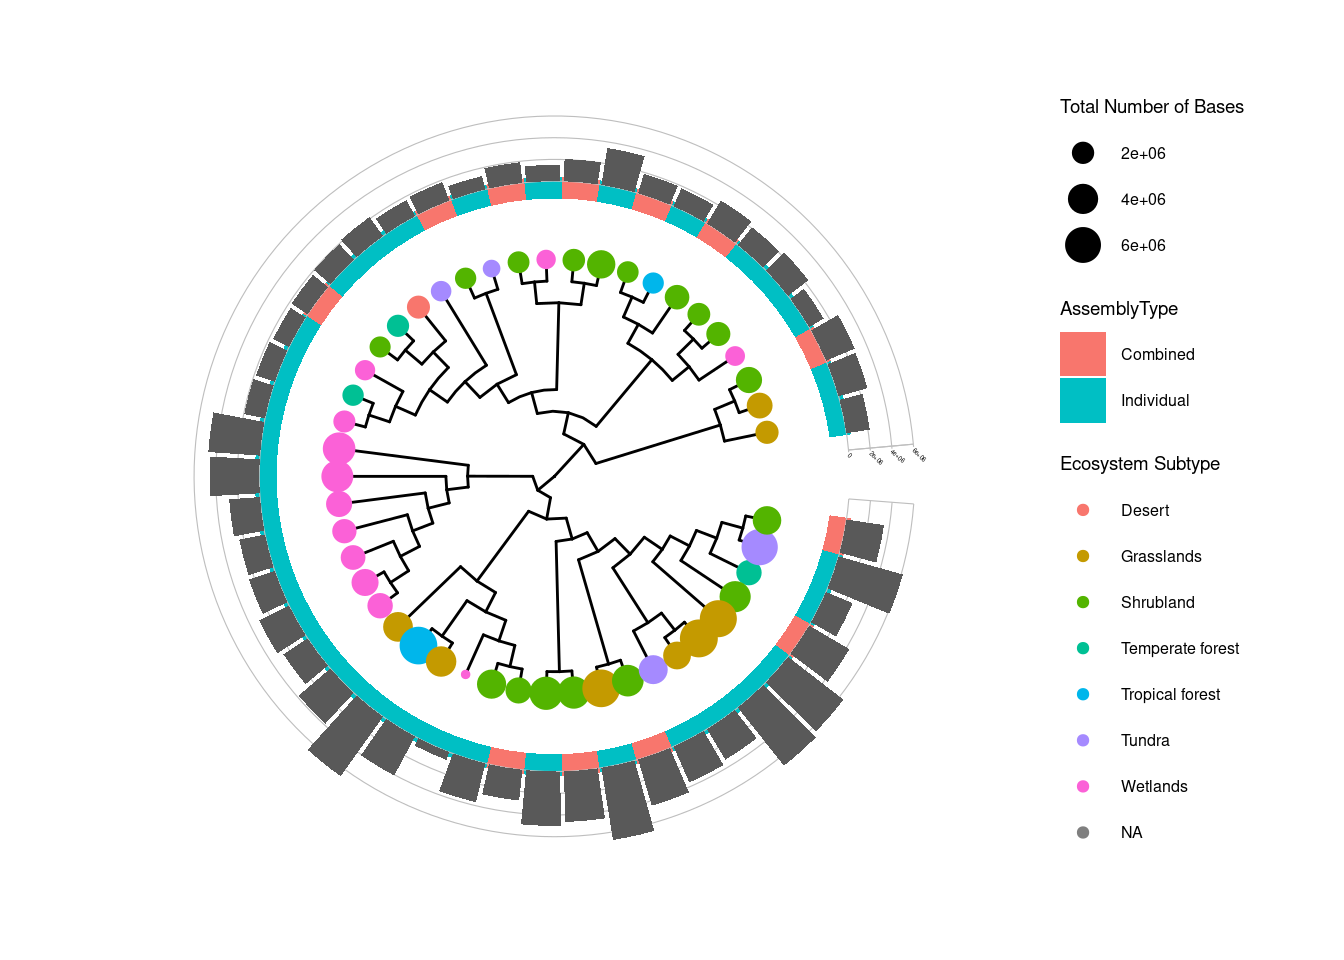 Total Number of Bases
2e+06
4e+06
6e+06
AssemblyType
Combined
Individual
Ecosystem Subtype
Desert
Grasslands
Shrubland
Temperate forest
Tropical forest
Tundra
Wetlands
NA
0
2e+06
4e+06
6e+06